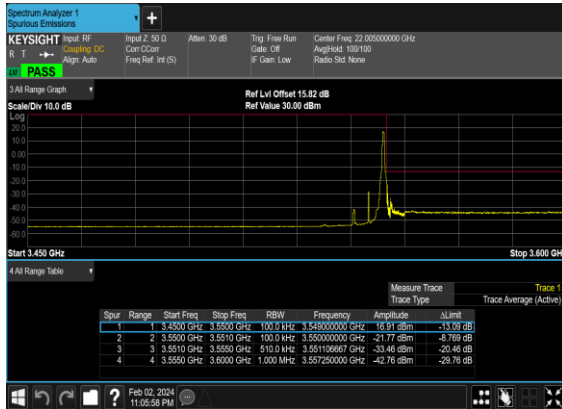 Spectrum Analyzer 1
Spurious Emissions
KEYSIGHT Input: RF Input Z: 50 Ω Atten: 30 dB Trig: Free Run Center Freq: 22.005000000 GHz
R T Coupling: DC Corr CCorr Gate: Off Avg|Hold: 100/100
Align: Auto Freq Ref: Int (S) IF Gain: Low Radio Std: None
LV PASS
3 All Range Graph Ref Lvl Offset 15.82 dB
Scale/Div 10.0 dB Ref Value 30.00 dBm
Log
20.0
10.0
0.00
-10.0
-20.0
-30.0
-40.0
-50.0
-60.0
Start 3.450 GHz Stop 3.600 GH
4 All Range Table
Measure Trace Trace 1
Trace Type Trace Average (Active)
Spur Range Start Freq Stop Freq RBW Frequency Amplitude ΔLimit
1 1 3.4500 GHz 3.5500 GHz 100.0 kHz 3.549000000 GHz 16.91 dBm -13.09 dB
2 2 3.5500 GHz 3.5510 GHz 100.0 kHz 3.550000000 GHz -21.77 dBm -8.769 dB
3 3 3.5510 GHz 3.5550 GHz 510.0 kHz 3.551106667 GHz -33.46 dBm -20.46 dB
4 4 3.5550 GHz 3.6000 GHz 1.000 MHz 3.557250000 GHz -42.76 dBm -29.76 dB
Feb 02, 2024
11:05:58 PM